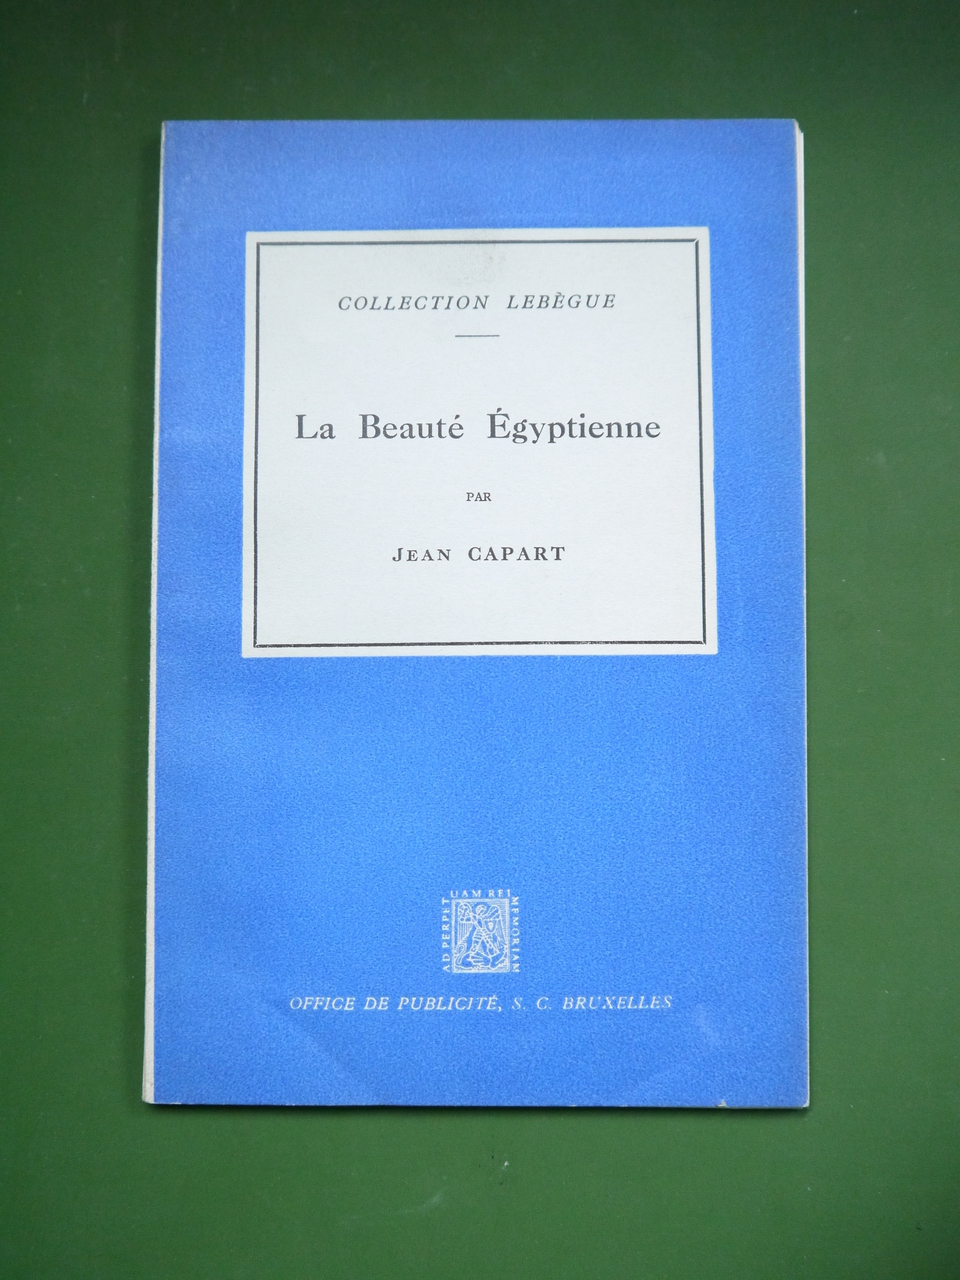 COLLECTION LEBÈGUE
La Beauté Égyptienne
PAR
JEAN CAPART
AD PERPETUAM REI MEMORIAM
OFFICE DE PUBLICITÉ, S. C. BRUXELLES